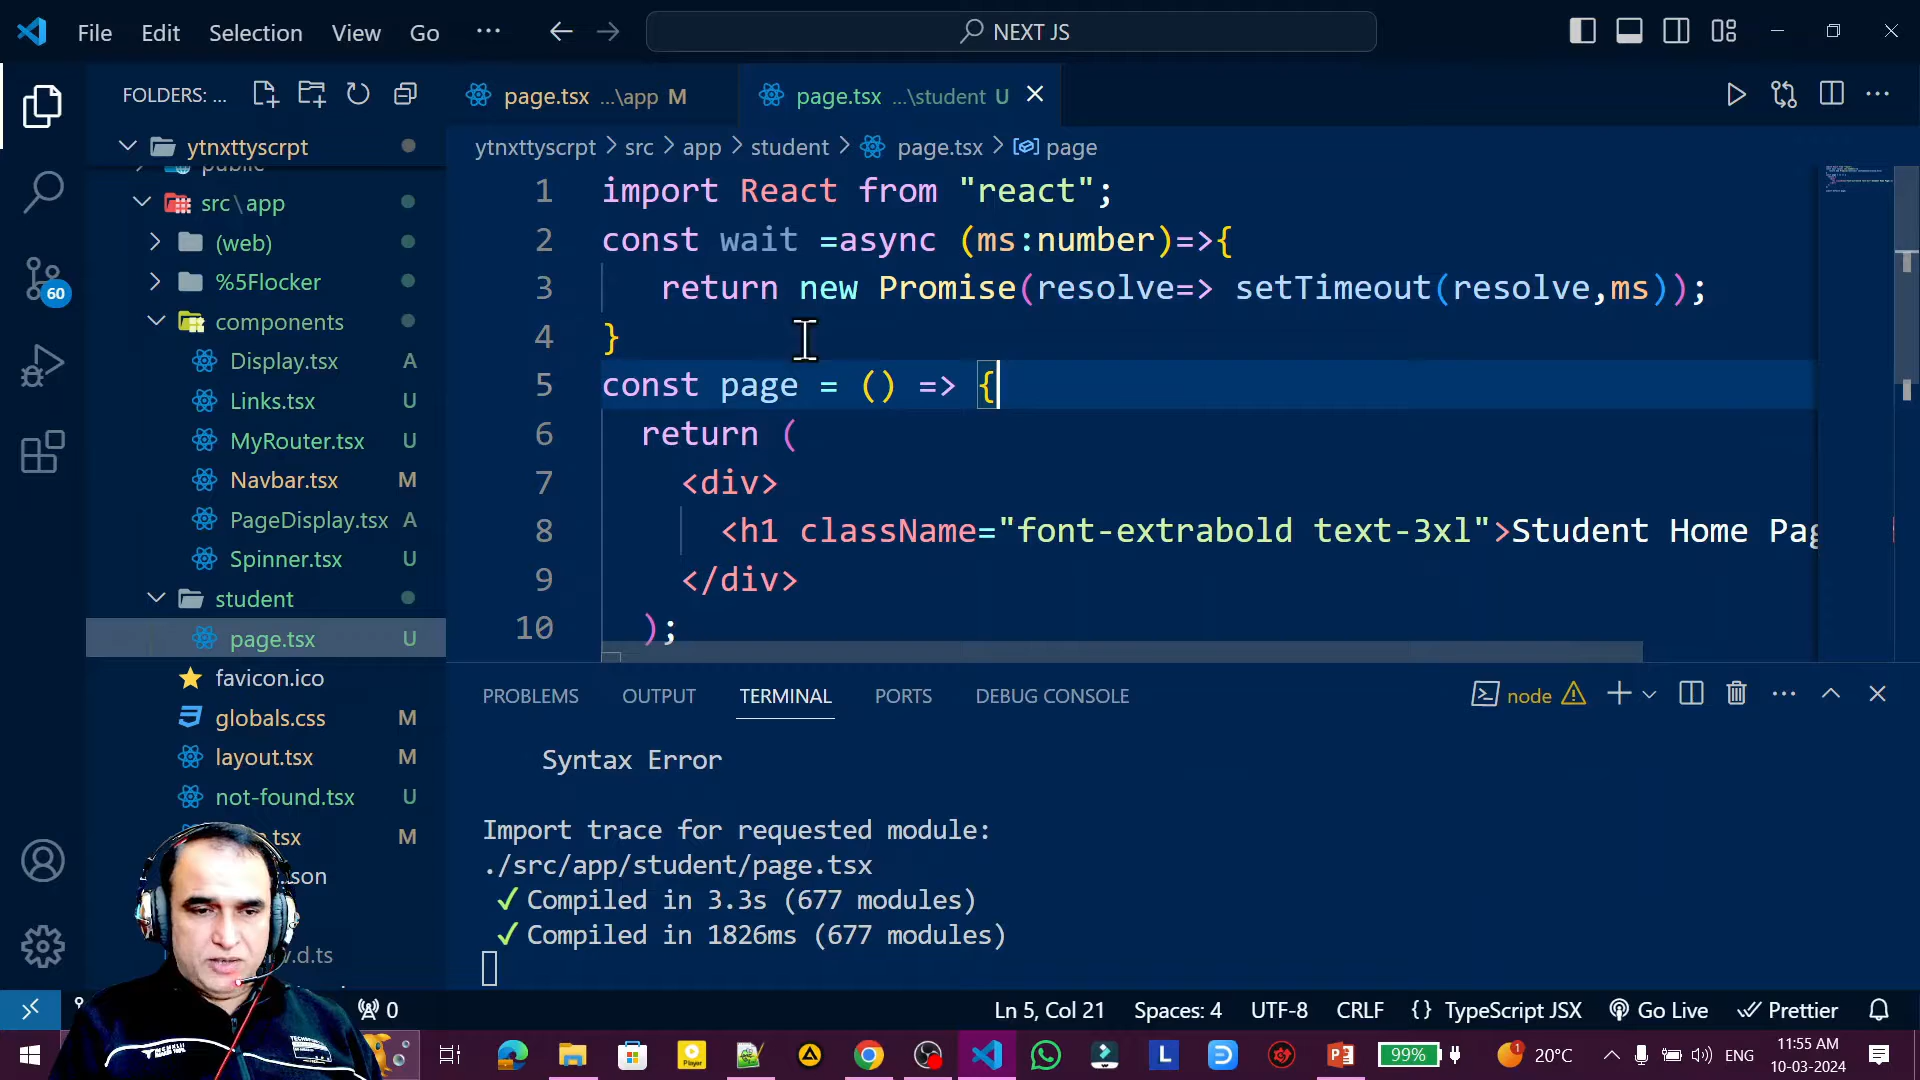 File Edit Selection View Go ... NEXT JS
FOLDERS: ...
page.tsx ...\app M page.tsx ...\student U
ytnxttyscrpt
ytnxttyscrpt > src > app > student > page.tsx > page
public
src\app
(web)
%5Flocker
components
Display.tsx A
Links.tsx U
MyRouter.tsx U
Navbar.tsx M
PageDisplay.tsx A
Spinner.tsx U
student
page.tsx U
favicon.ico
globals.css M
layout.tsx M
not-found.tsx U
.tsx M
60
1 import React from "react";
2 const wait =async (ms:number)=>{
3 return new Promise(resolve=> setTimeout(resolve,ms));
4 }
5 const page = () => {
6 return (
7 <div>
8 <h1 className="font-extrabold text-3xl">Student Home Pag
9 </div>
10 );
PROBLEMS OUTPUT TERMINAL PORTS DEBUG CONSOLE node
Syntax Error
Import trace for requested module:
./src/app/student/page.tsx
✓ Compiled in 3.3s (677 modules)
✓ Compiled in 1826ms (677 modules)
0 Ln 5, Col 21 Spaces: 4 UTF-8 CRLF {} TypeScript JSX Go Live Prettier
99% 20°C ENG 11:55 AM
10-03-2024